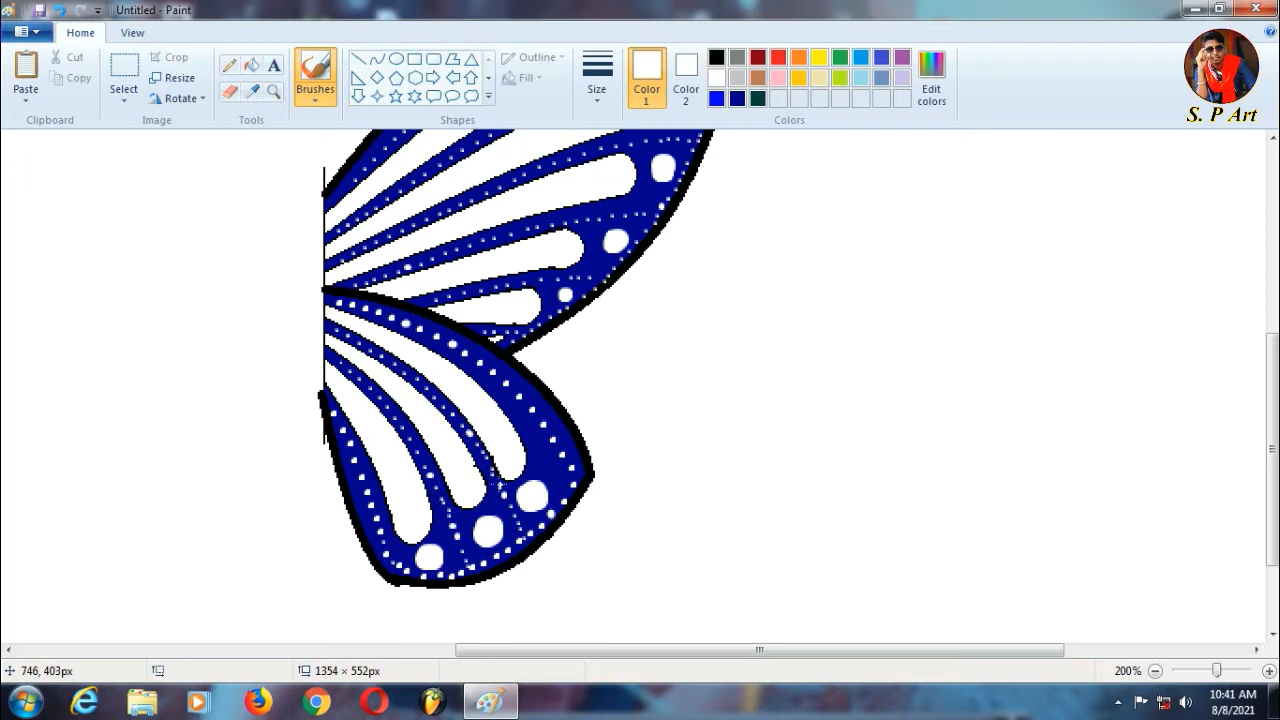 Untitled - Paint
Home
View
Paste
Cut
Copy
Clipboard
Select
Crop
Resize
Rotate
Image
Tools
Brushes
Outline
Fill
Shapes
Size
Color
1
Color
2
Edit
colors
Colors
S. P Art
746, 403px
1354 × 552px
200%
10:41 AM
8/8/2021